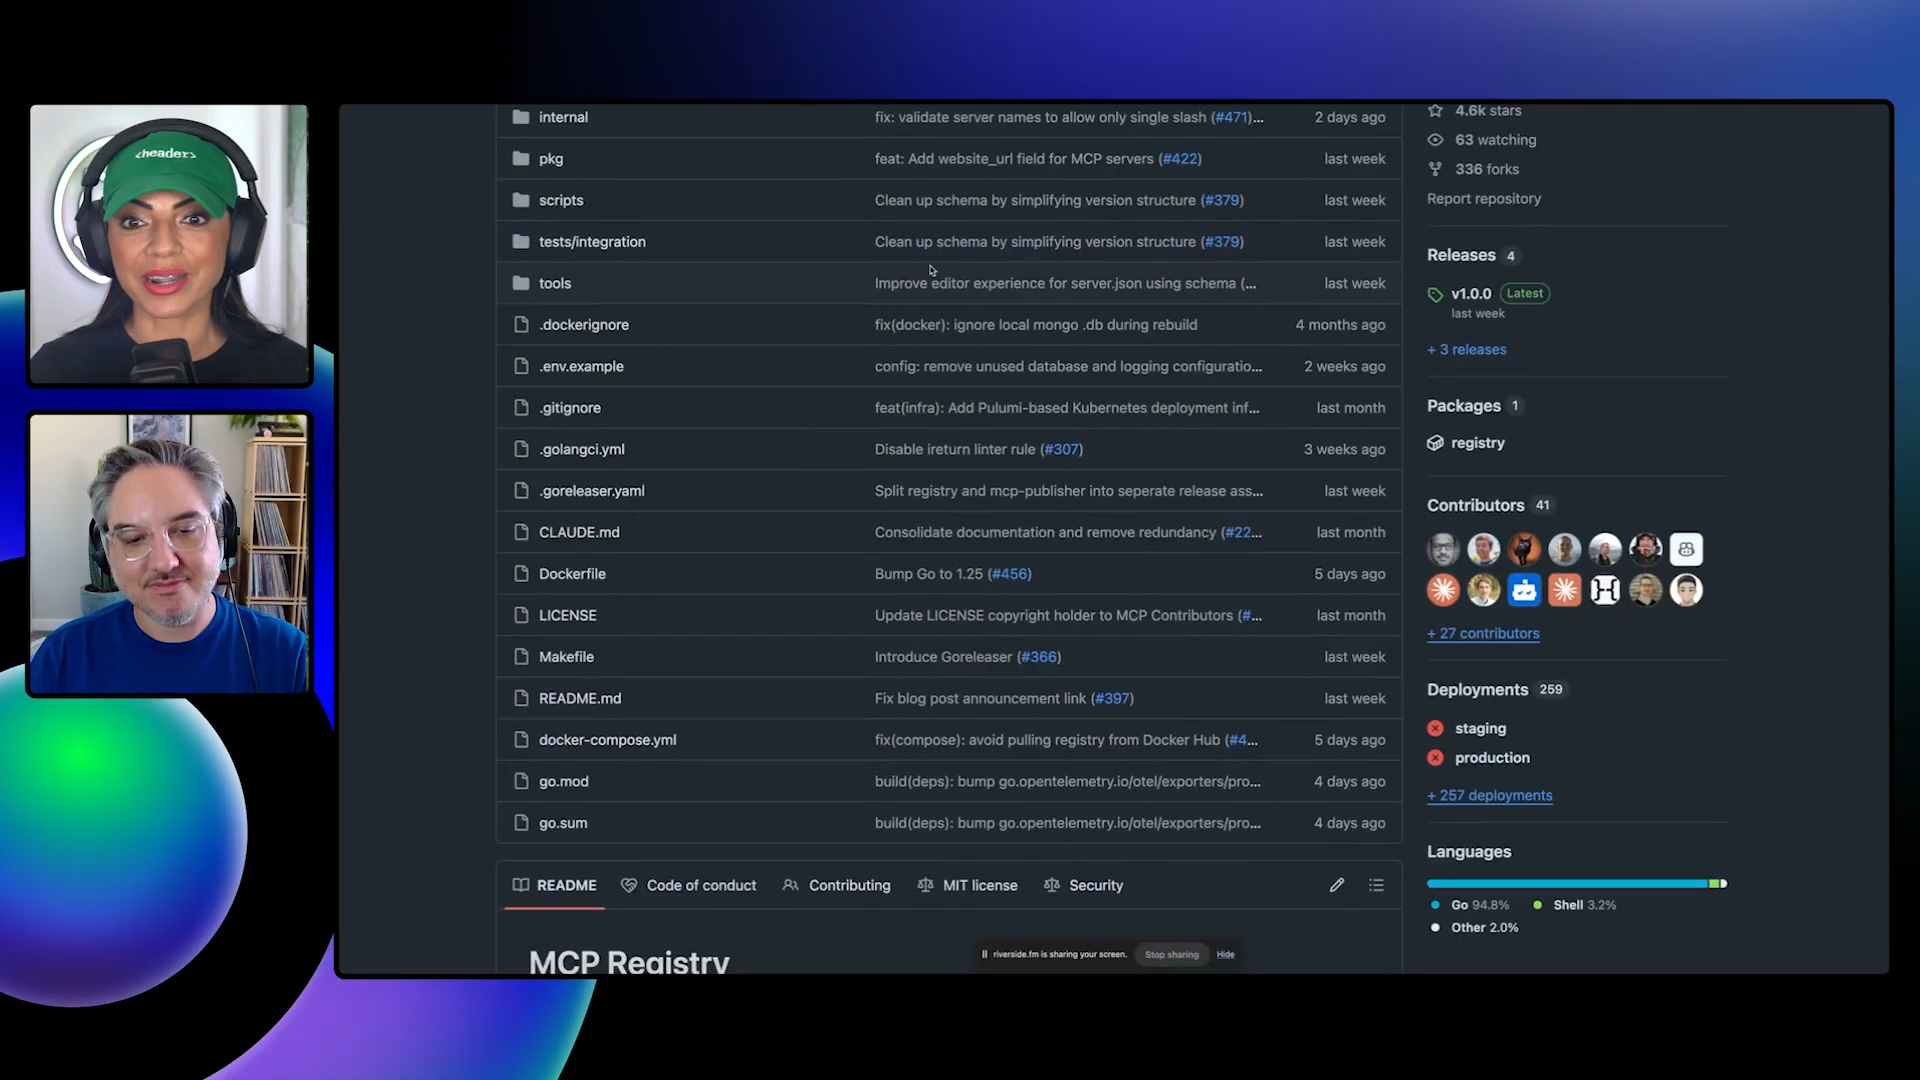 <header>
internal fix: validate server names to allow only single slash (#471)... 2 days ago
pkg feat: Add website_url field for MCP servers (#422) last week
scripts Clean up schema by simplifying version structure (#379) last week
tests/integration Clean up schema by simplifying version structure (#379) last week
tools Improve editor experience for server.json using schema (... last week
.dockerignore fix(docker): ignore local mongo .db during rebuild 4 months ago
.env.example config: remove unused database and logging configuratio... 2 weeks ago
.gitignore feat(infra): Add Pulumi-based Kubernetes deployment inf... last month
.golangci.yml Disable ireturn linter rule (#307) 3 weeks ago
.goreleaser.yaml Split registry and mcp-publisher into seperate release ass... last week
CLAUDE.md Consolidate documentation and remove redundancy (#22... last month
Dockerfile Bump Go to 1.25 (#456) 5 days ago
LICENSE Update LICENSE copyright holder to MCP Contributors (#... last month
Makefile Introduce Goreleaser (#366) last week
README.md Fix blog post announcement link (#397) last week
docker-compose.yml fix(compose): avoid pulling registry from Docker Hub (#4... 5 days ago
go.mod build(deps): bump go.opentelemetry.io/otel/exporters/pro... 4 days ago
go.sum build(deps): bump go.opentelemetry.io/otel/exporters/pro... 4 days ago
README Code of conduct Contributing MIT license Security
MCP Registry
riverside.fm is sharing your screen. Stop sharing Hide
4.6k stars
63 watching
336 forks
Report repository
Releases 4
v1.0.0 Latest
last week
+ 3 releases
Packages 1
registry
Contributors 41
+ 27 contributors
Deployments 259
staging
production
+ 257 deployments
Languages
Go 94.8% Shell 3.2%
Other 2.0%